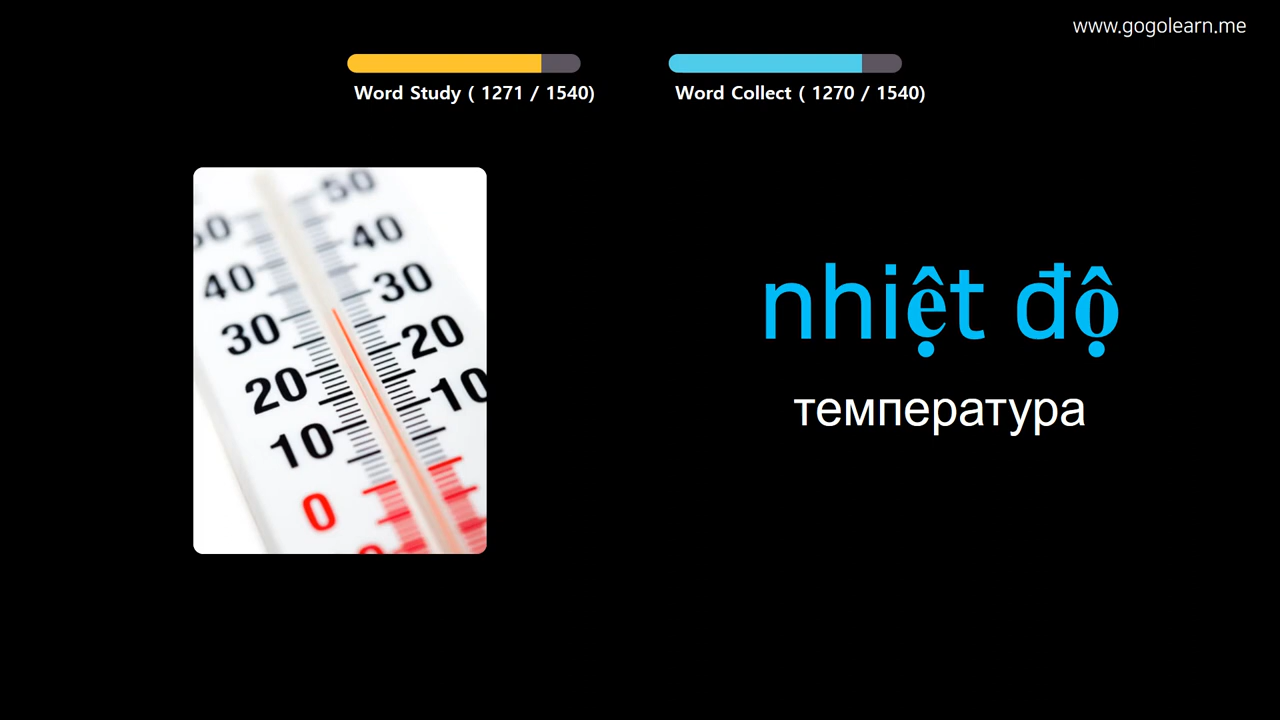 www.gogolearn.me
Word Study ( 1271 / 1540)
Word Collect ( 1270 / 1540)
50
50
40
40
30
30
20
20
10
10
0
nhiệt độ
температура